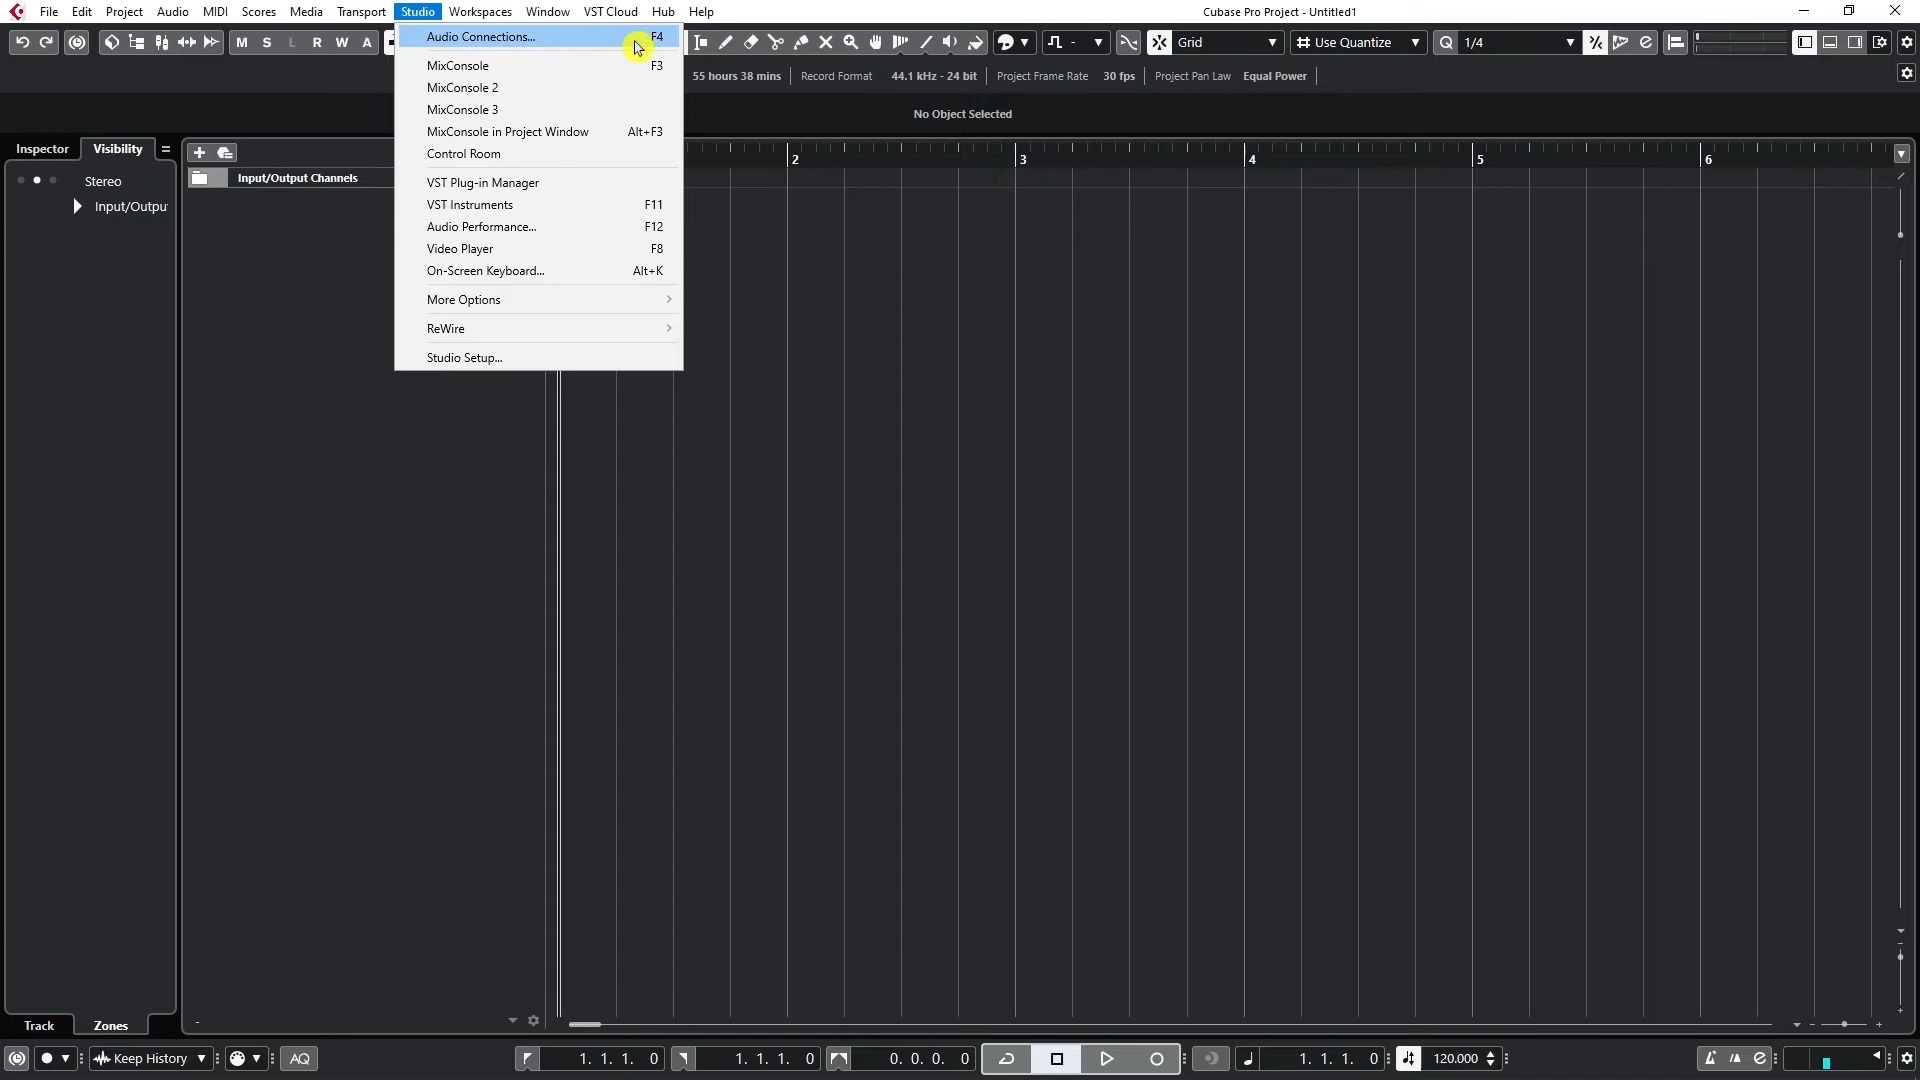 File Edit Project Audio MIDI Scores Media Transport Studio Workspaces Window VST Cloud Hub Help
Cubase Pro Project - Untitled1
M S L R W A
Grid
Use Quantize
Q 1/4
55 hours 38 mins Record Format 44.1 kHz - 24 bit Project Frame Rate 30 fps Project Pan Law Equal Power
No Object Selected
Audio Connections... F4
MixConsole F3
MixConsole 2
MixConsole 3
MixConsole in Project Window Alt+F3
Control Room
VST Plug-in Manager
VST Instruments F11
Audio Performance... F12
Video Player F8
On-Screen Keyboard... Alt+K
More Options
ReWire
Studio Setup...
Inspector Visibility
Stereo
Input/Outpu
Input/Output Channels
2 3 4 5 6
Track Zones
Keep History
AQ
1. 1. 1. 0
1. 1. 1. 0
0. 0. 0. 0
1. 1. 1. 0
120.000